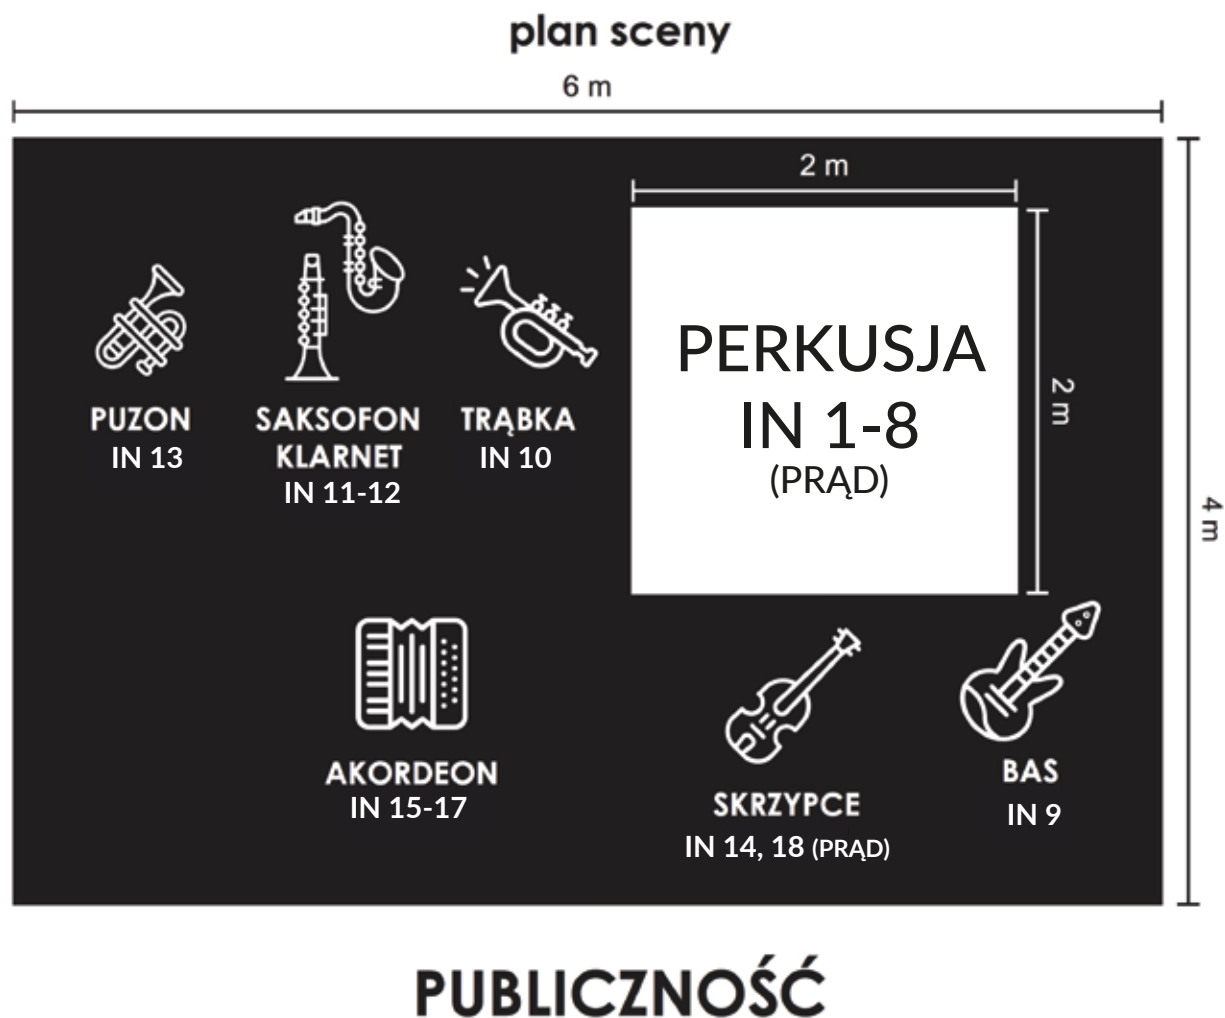 plan sceny
6 m
2 m
PERKUSJA
IN 1-8
(PRĄD)
2 m
4 m
PUZON
IN 13
SAKSOFON
KLARNET
IN 11-12
TRĄBKA
IN 10
AKORDEON
IN 15-17
SKRZYPCE
IN 14, 18 (PRĄD)
BAS
IN 9
PUBLICZNOŚĆ